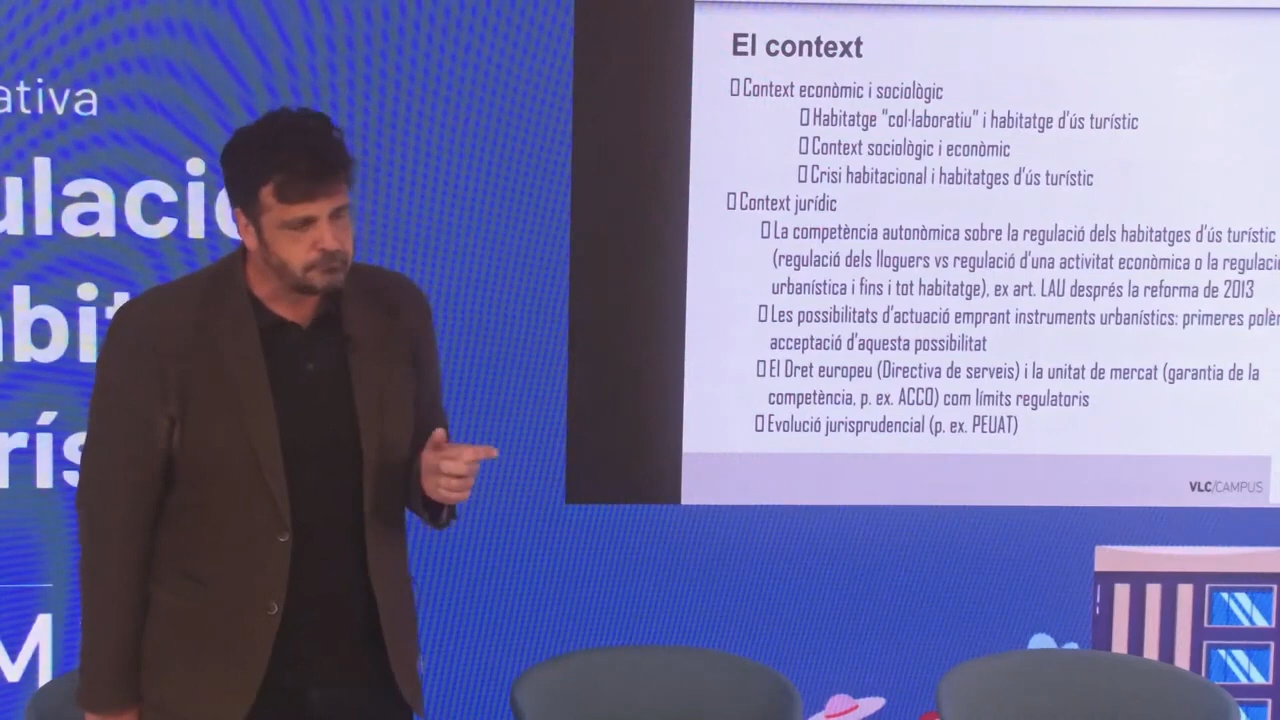 ativa
ulació
abit
rís
M
El context
Context econòmic i sociològic
Habitatge "col·laboratiu" i habitatge d'ús turístic
Context sociològic i econòmic
Crisi habitacional i habitatges d'ús turístic
Context jurídic
La competència autonòmica sobre la regulació dels habitatges d'ús turístic
(regulació dels lloguers vs regulació d'una activitat econòmica o la regulació
urbanística i fins i tot habitatge), ex art. LAU després la reforma de 2013
Les possibilitats d'actuació emprant instruments urbanístics: primeres
acceptació d'aquesta possibilitat
El Dret europeu (Directiva de serveis) i la unitat de mercat (garantia de la
competència, p. ex. ACCO) com límits regulatoris
Evolució jurisprudencial (p. ex. PEUAT)
VLC/CAMPUS